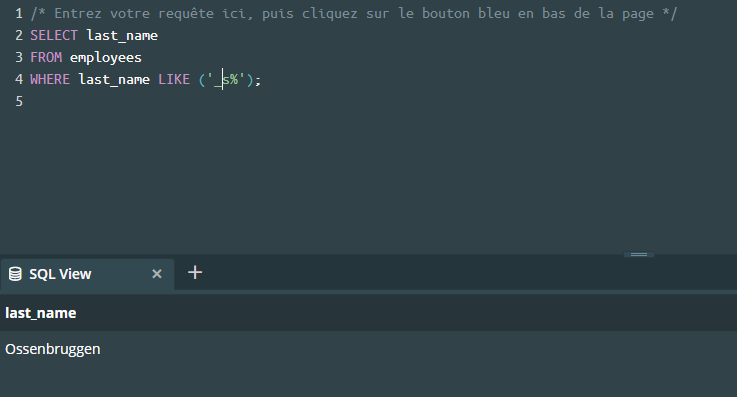 1 /* Entrez votre requête ici, puis cliquez sur le bouton bleu en bas de la page */
2 SELECT last_name
3 FROM employees
4 WHERE last_name LIKE ('_s%');
5
SQL View × +
last_name
Ossenbruggen